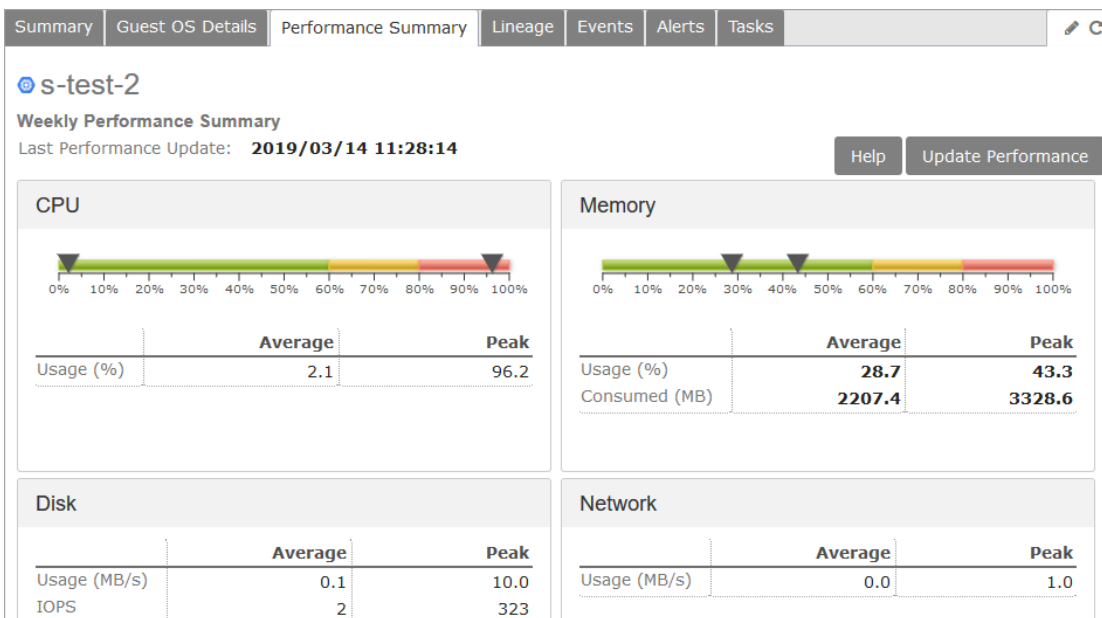 Summary Guest OS Details Performance Summary Lineage Events Alerts Tasks
s-test-2
Weekly Performance Summary
Last Performance Update: 2019/03/14 11:28:14
Help Update Performance
CPU
0% 10% 20% 30% 40% 50% 60% 70% 80% 90% 100%
Average Peak
Usage (%) 2.1 96.2
Memory
0% 10% 20% 30% 40% 50% 60% 70% 80% 90% 100%
Average Peak
Usage (%) 28.7 43.3
Consumed (MB) 2207.4 3328.6
Disk
Average Peak
Usage (MB/s) 0.1 10.0
IOPS 2 323
Network
Average Peak
Usage (MB/s) 0.0 1.0